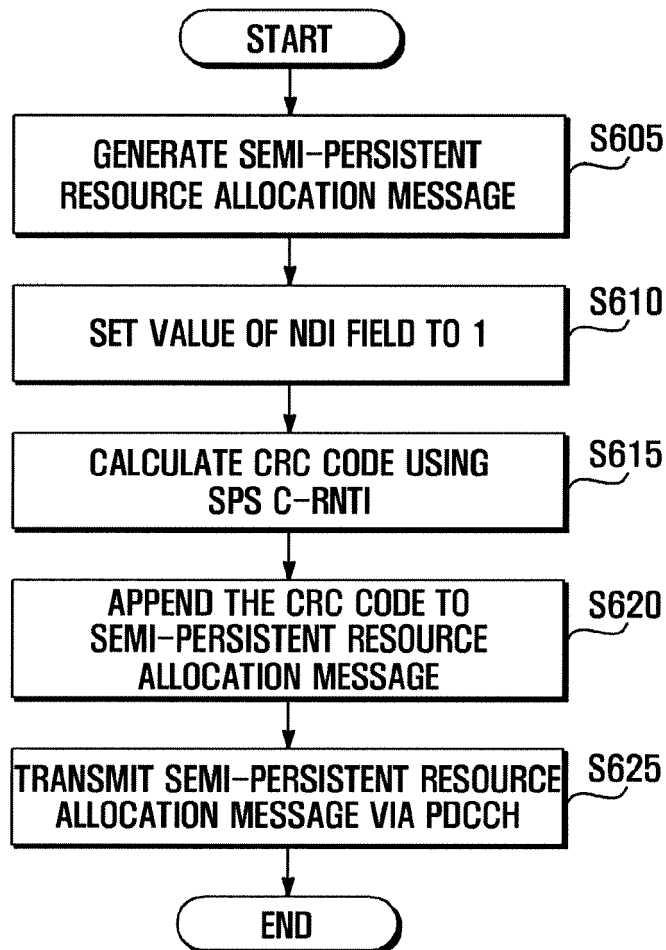 START
GENERATE SEMI-PERSISTENT
RESOURCE ALLOCATION MESSAGE
S605
SET VALUE OF NDI FIELD TO 1
S610
CALCULATE CRC CODE USING
SPS C-RNTI
S615
APPEND THE CRC CODE TO
SEMI-PERSISTENT RESOURCE
ALLOCATION MESSAGE
S620
TRANSMIT SEMI-PERSISTENT RESOURCE
ALLOCATION MESSAGE VIA PDCCH
S625
END